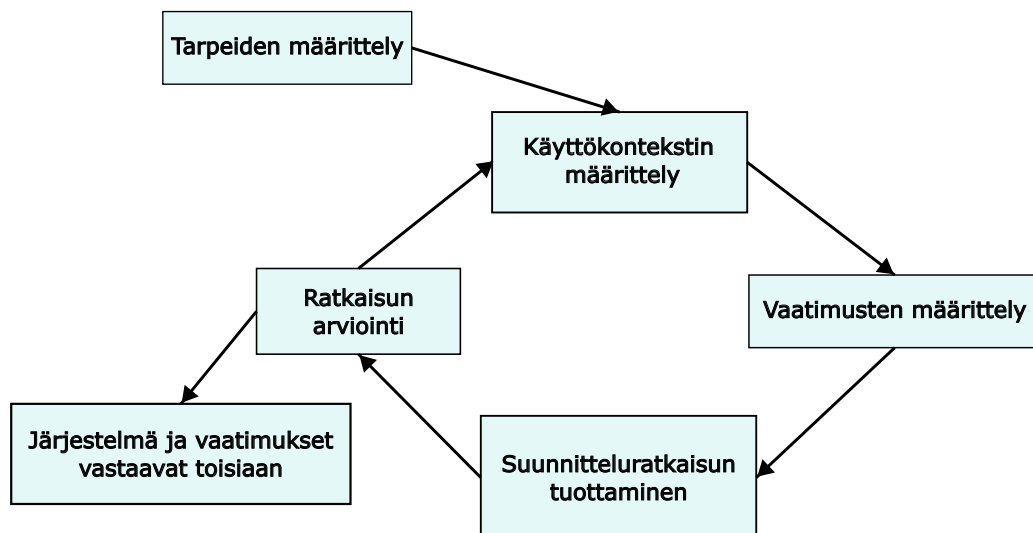 Tarpeiden määrittely
Käyttökontekstin
määrittely
Vaatimusten määrittely
Suunnitteluratkaisun
tuottaminen
Ratkaisun
arviointi
Järjestelmä ja vaatimukset
vastaavat toisiaan